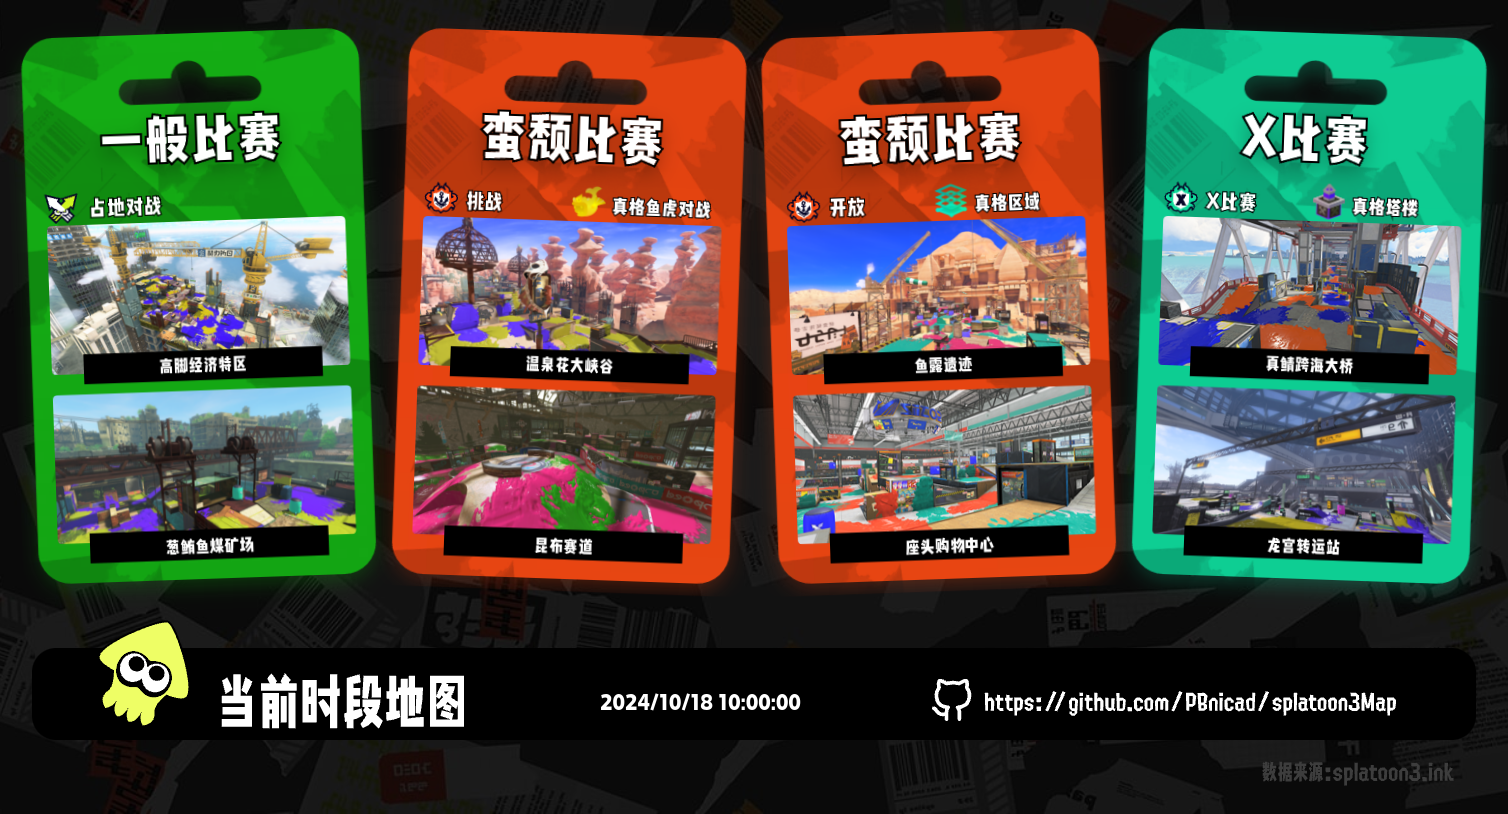 一般比赛
占地对战
高脚经济特区
葱鲔鱼煤矿场
蛮颓比赛
挑战
真格鱼虎对战
温泉花大峡谷
昆布赛道
蛮颓比赛
开放
真格区域
鱼露遗迹
座头购物中心
X比赛
X比赛
真格塔楼
真鲭跨海大桥
龙宫转运站
当前时段地图
2024/10/18 10:00:00
https://github.com/PBnicad/splatoon3Map
数据来源:splatoon3.ink